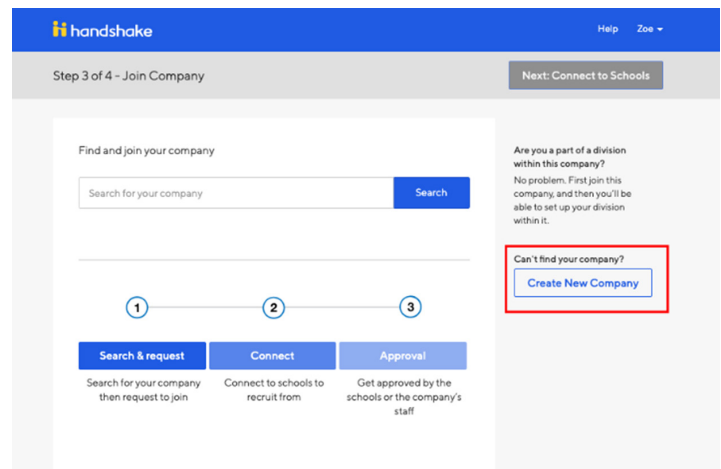 handshake
Help Zoe
Step 3 of 4 - Join Company
Next: Connect to Schools
Find and join your company
Search for your company
Search
Are you a part of a division
within this company?
No problem. First join this
company, and then you'll be
able to set up your division
within it.
Can't find your company?
Create New Company
1 2 3
Search & request
Connect
Approval
Search for your company
then request to join
Connect to schools to
recruit from
Get approved by the
schools or the company's
staff